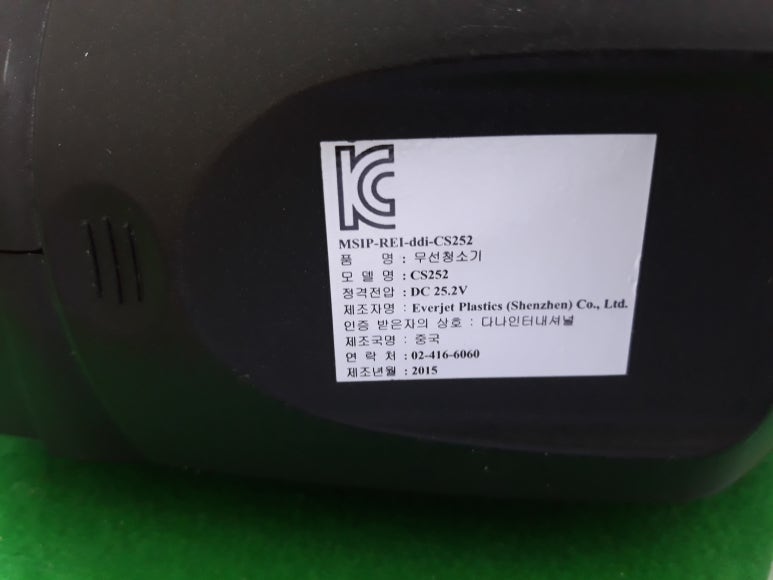 KC
MSIP-REI-ddi-CS252
품 명 : 무선청소기
모 델 명 : CS252
정격전압 : DC 25.2V
제조자명 : Everjet Plastics (Shenzhen) Co., Ltd.
인증 받은자의 상호 : 다나인터내셔널
제조국명 : 중국
연 락 처 : 02-416-6060
제조년월 : 2015